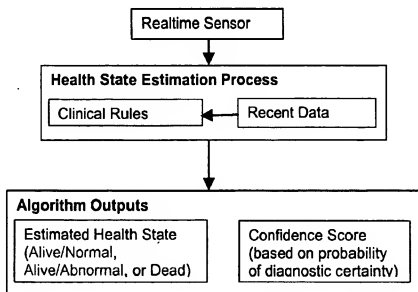 Realtime Sensor
Health State Estimation Process
Clinical Rules
Recent Data
Algorithm Outputs
Estimated Health State
(Alive/Normal,
Alive/Abnormal, or Dead)
Confidence Score
(based on probability
of diagnostic certainty)